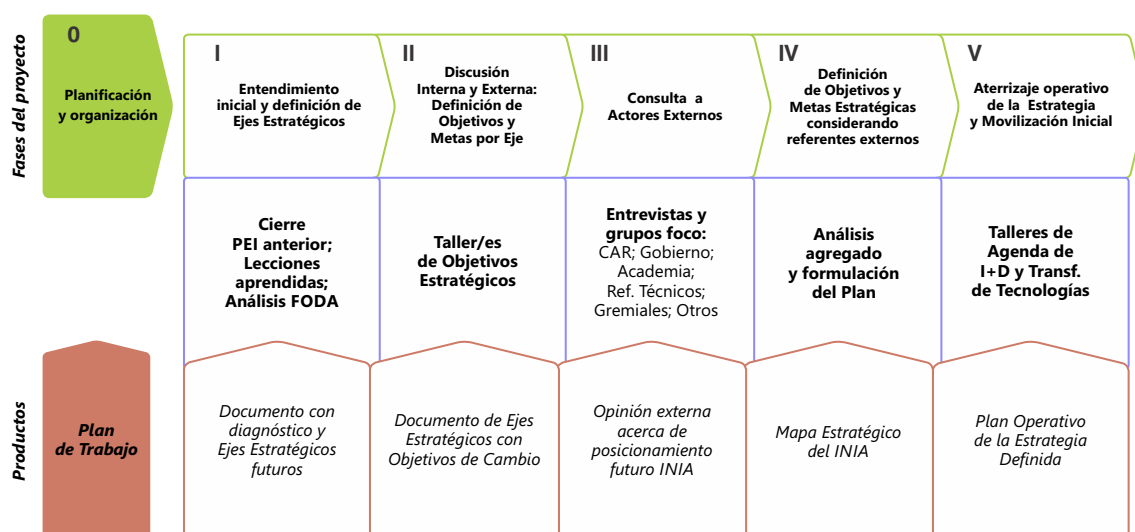 Fases del proyecto
0
Planificación
y organización
I
Entendimiento
inicial y definición de
Ejes Estratégicos
II
Discusión
Interna y Externa:
Definición de
Objetivos y
Metas por Eje
III
Consulta a
Actores Externos
IV
Definición
de Objetivos y
Metas Estratégicas
considerando
referentes externos
V
Aterrizaje operativo
de la Estrategia
y Movilización Inicial
Cierre
PEI anterior;
Lecciones
aprendidas;
Análisis FODA
Taller/es
de Objetivos
Estratégicos
Entrevistas y
grupos foco:
CAR; Gobierno;
Academia;
Ref. Técnicos;
Gremiales; Otros
Análisis
agregado
y formulación
del Plan
Talleres de
Agenda de
I+D y Transf.
de Tecnologías
Productos
Plan
de Trabajo
Documento con
diagnóstico y
Ejes Estratégicos
futuros
Documento de Ejes
Estratégicos con
Objetivos de Cambio
Opinión externa
acerca de
posicionamiento
futuro INIA
Mapa Estratégico
del INIA
Plan Operativo
de la Estrategia
Definida